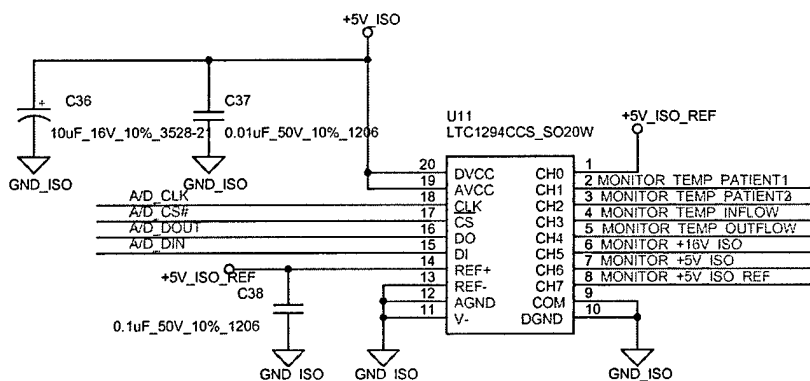 +5V_ISO
C36
10uF_16V_10%_3528-21
C37
0.01uF_50V_10%_1206
GND_ISO
GND_ISO
U11
LTC1294CCS_SO20W
+5V_ISO_REF
20 DVCC CH0 1
19 AVCC CH1 2 MONITOR_TEMP_PATIENT1
A/D_CLK 18 CLK CH2 3 MONITOR_TEMP_PATIENT2
A/D_CS# 17 CS CH3 4 MONITOR_TEMP_INFLOW
A/D_DOUT 16 DO CH4 5 MONITOR_TEMP_OUTFLOW
A/D_DIN 15 DI CH5 6 MONITOR_+16V_ISO
14 REF+ CH6 7 MONITOR_+5V_ISO
13 REF- CH7 8 MONITOR_+5V_ISO_REF
12 AGND COM 9
11 V- DGND 10
+5V_ISO_REF
C38
0.1uF_50V_10%_1206
GND_ISO
GND_ISO
GND_ISO